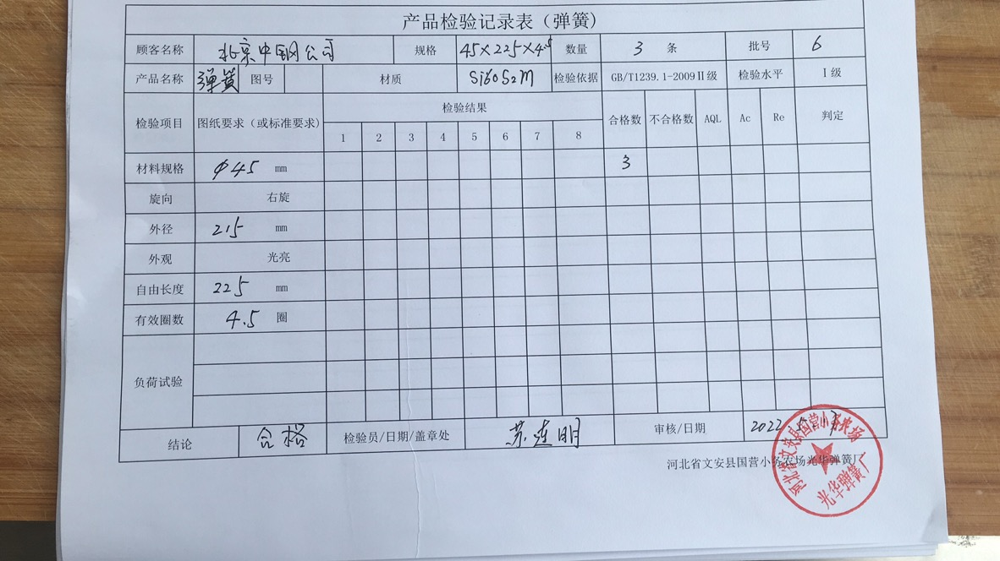 产品检验记录表（弹簧）
顾客名称 北京中钢公司 规格 45×225×4.5 数量 3 条 批号 6
产品名称 弹簧 图号 材质 Si60S2M 检验依据 GB/T1239.1-2009Ⅱ级 检验水平 Ⅰ级
检验项目 图纸要求（或标准要求） 检验结果 合格数 不合格数 AQL Ac Re 判定
1 2 3 4 5 6 7 8
材料规格 φ45 mm 3
旋向 右旋
外径 215 mm
外观 光亮
自由长度 225 mm
有效圈数 4.5 圈
负荷试验
结论 合格 检验员/日期/盖章处 苏连明 审核/日期 2022
河北省文安县国营小务农场光华弹簧厂
河北省文安县国营小务农场
光华弹簧厂